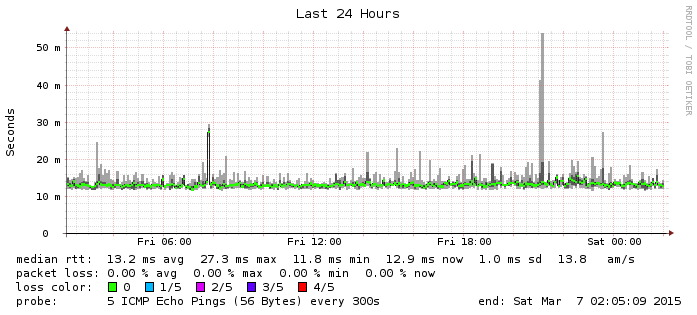 Last 24 Hours
RRDTOOL / TOBI OETIKER
Seconds
50 m
40 m
30 m
20 m
10 m
0
Fri 06:00 Fri 12:00 Fri 18:00 Sat 00:00
median rtt: 13.2 ms avg 27.3 ms max 11.8 ms min 12.9 ms now 1.0 ms sd 13.8 am/s
packet loss: 0.00 % avg 0.00 % max 0.00 % min 0.00 % now
loss color: 0 1/5 2/5 3/5 4/5
probe: 5 ICMP Echo Pings (56 Bytes) every 300s end: Sat Mar 7 02:05:09 2015